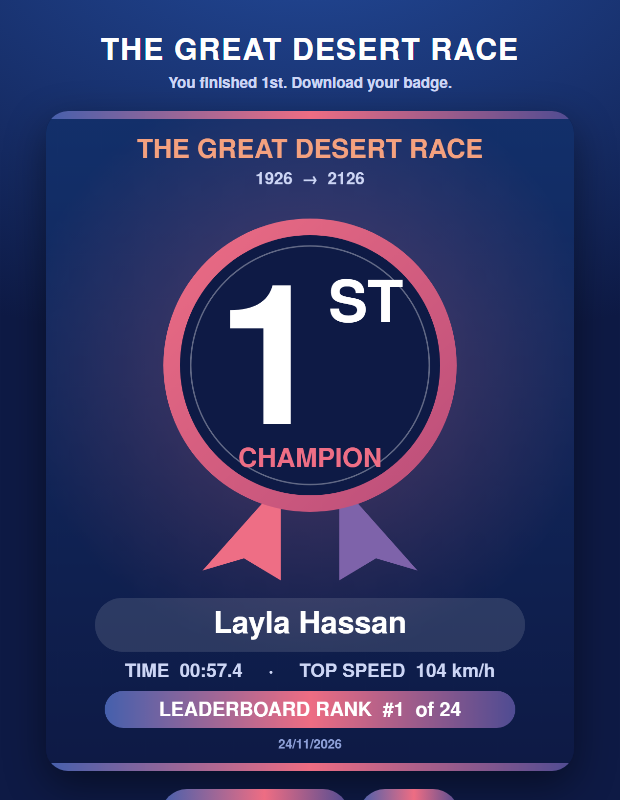 THE GREAT DESERT RACE
You finished 1st. Download your badge.
THE GREAT DESERT RACE
1926 → 2126
1 ST
CHAMPION
Layla Hassan
TIME 00:57.4 · TOP SPEED 104 km/h
LEADERBOARD RANK #1 of 24
24/11/2026